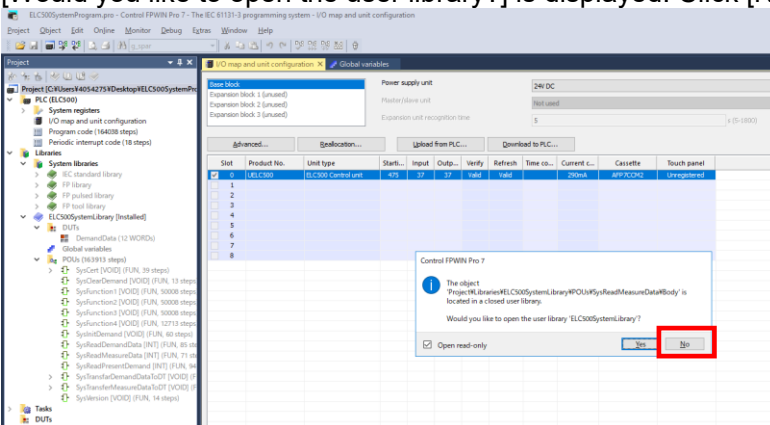 [Would you like to open the user library?] is displayed. Click [
ELC500SystemProgram.pro - Control FPWIN Pro 7 - The IEC 61131-3 programming system - I/O map and unit configuration
Project Object Edit Online Monitor Debug Extras Window Help
Project
I/O map and unit configuration
Global variables
Project [C:¥Users¥4054275¥Desktop¥ELC500SystemPro
PLC (ELC500)
System registers
I/O map and unit configuration
Program code (164038 steps)
Periodic interrupt code (18 steps)
Libraries
System libraries
IEC standard library
FP library
FP pulsed library
FP tool library
ELC500SystemLibrary [Installed]
DUTs
DemandData (12 WORDs)
Global variables
POUs (163913 steps)
SysCert [VOID] (FUN, 39 steps)
SysClearDemand [VOID] (FUN, 13 steps
SysFunction1 [VOID] (FUN, 50008 steps
SysFunction2 [VOID] (FUN, 50008 steps
SysFunction3 [VOID] (FUN, 50008 steps
SysFunction4 [VOID] (FUN, 12713 steps
SysInitDemand [VOID] (FUN, 60 steps)
SysReadDemandData [INT] (FUN, 85 ste
SysReadMeasureData [INT] (FUN, 71 ste
SysReadPresentDemand [INT] (FUN, 94
SysTransfarDemandDataToDT [VOID] (F
SysTransferMeasureDataToDT [VOID] (F
SysVersion [VOID] (FUN, 14 steps)
Tasks
DUTs
Base block
Expansion block 1 (unused)
Expansion block 2 (unused)
Expansion block 3 (unused)
Power supply unit 24V DC
Master/slave unit Not used
Expansion unit recognition time 5 s (5-1800)
Advanced... Reallocation... Upload from PLC... Download to PLC...
Slot Product No. Unit type Starti... Input Outp... Verify Refresh Time co... Current c... Cassette Touch panel
0 UELC500 ELC500 Control unit 475 37 37 Valid Valid 290mA AFP7CCM2 Unregistered
1
2
3
4
5
6
7
8
Control FPWIN Pro 7
The object
'Project¥Libraries¥ELC500SystemLibrary¥POUs¥SysReadMeasureData¥Body' is
located in a closed user library.
Would you like to open the user library 'ELC500SystemLibrary'?
Open read-only
Yes No